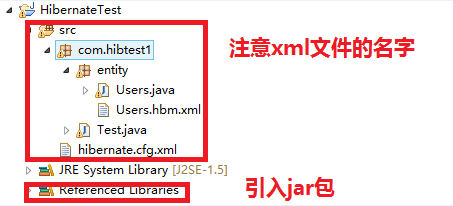 HibernateTest
src
注意xml文件的名字
com.hibtest1
entity
Users.java
Users.hbm.xml
Test.java
hibernate.cfg.xml
JRE System Library [J2SE-1.5]
Referenced Libraries
引入jar包